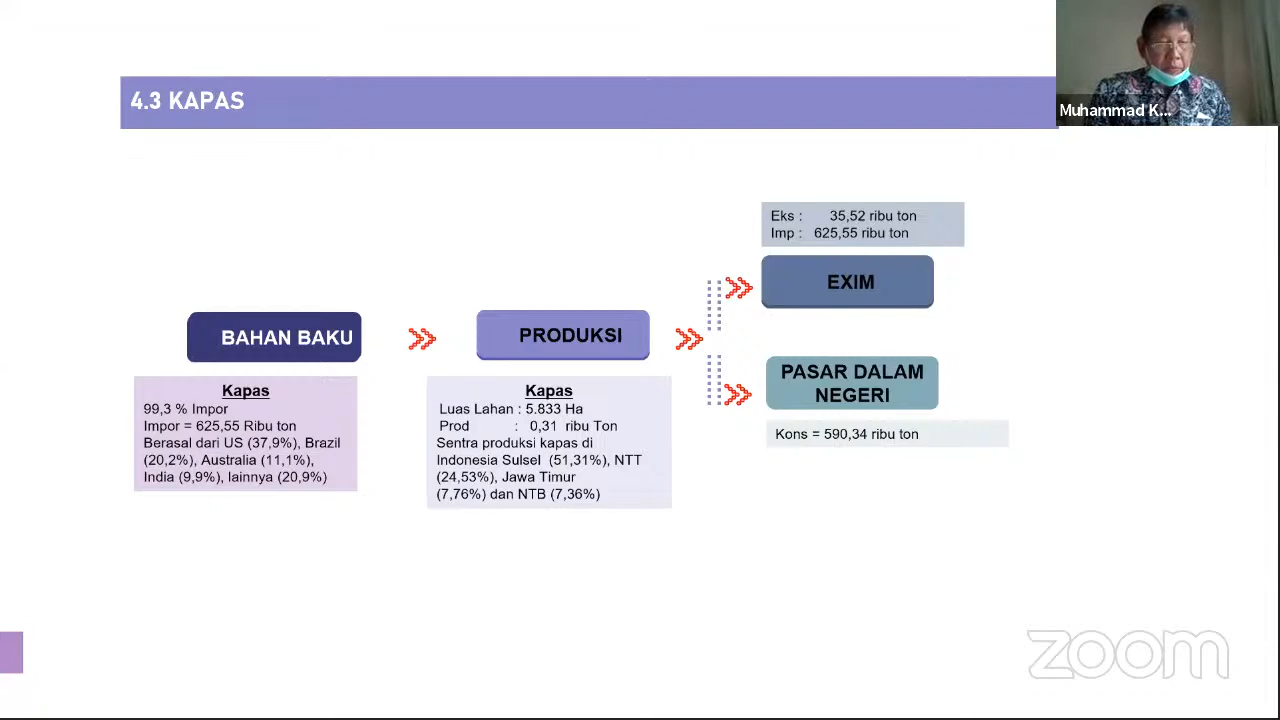 4.3 KAPAS
Muhammad K...
Eks : 35,52 ribu ton
Imp : 625,55 ribu ton
EXIM
BAHAN BAKU
PRODUKSI
PASAR DALAM
NEGERI
Kapas
99,3 % Impor
Impor = 625,55 Ribu ton
Berasal dari US (37,9%), Brazil
(20,2%), Australia (11,1%),
India (9,9%), lainnya (20,9%)
Kapas
Luas Lahan : 5.833 Ha
Prod : 0,31 ribu Ton
Sentra produksi kapas di
Indonesia Sulsel (51,31%), NTT
(24,53%), Jawa Timur
(7,76%) dan NTB (7,36%)
Kons = 590,34 ribu ton
zoom